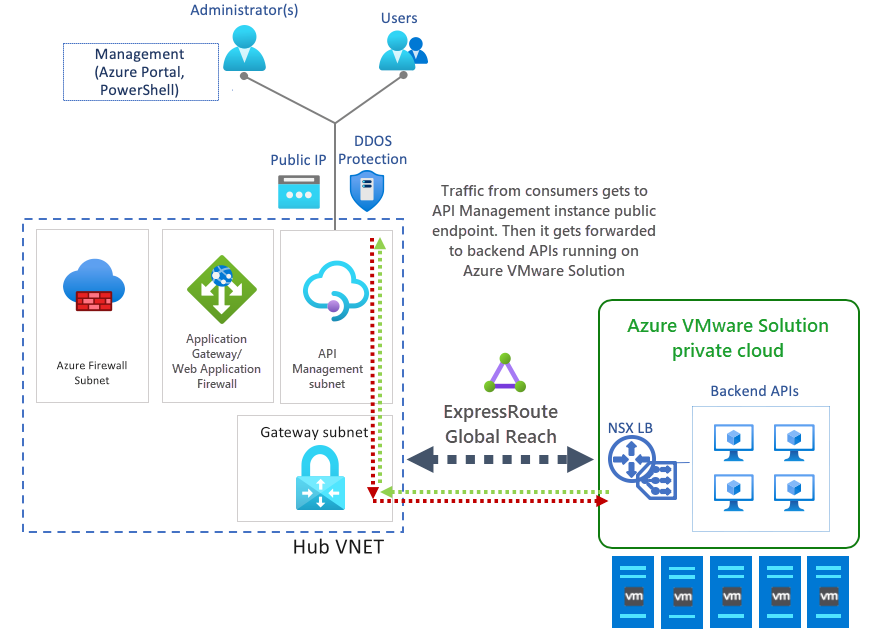 Administrator(s)
Users
Management
(Azure Portal,
PowerShell)
DDOS
Public IP
Protection
Traffic from consumers gets to
API Management instance public
endpoint. Then it gets forwarded
to backend APIs running on
Azure VMware Solution
Azure Firewall
Subnet
Application
Gateway/
Web Application
Firewall
API
Management
subnet
Gateway subnet
Hub VNET
ExpressRoute
Global Reach
Azure VMware Solution
private cloud
Backend APIs
NSX LB
vm
vm
vm
vm
vm